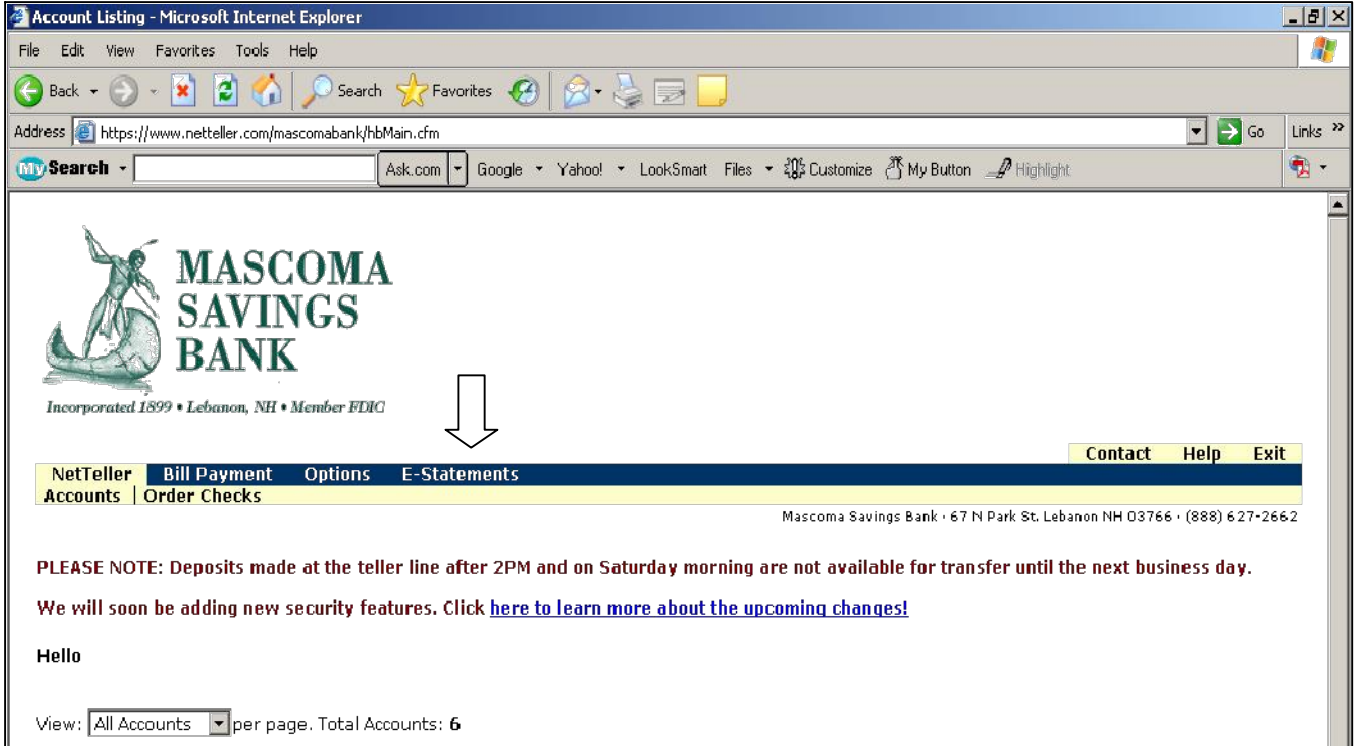 Account Listing - Microsoft Internet Explorer
File Edit View Favorites Tools Help
Back Search Favorites
Address https://www.netteller.com/mascomabank/hbMain.cfm Go Links »
My Search Ask.com Google Yahoo! LookSmart Files Customize My Button Highlight
MASCOMA
SAVINGS
BANK
Incorporated 1899 • Lebanon, NH • Member FDIC
Contact Help Exit
NetTeller Bill Payment Options E-Statements
Accounts | Order Checks
Mascoma Savings Bank · 67 N Park St. Lebanon NH 03766 · (888) 627-2662
PLEASE NOTE: Deposits made at the teller line after 2PM and on Saturday morning are not available for transfer until the next business day.
We will soon be adding new security features. Click here to learn more about the upcoming changes!
Hello
View: All Accounts per page. Total Accounts: 6